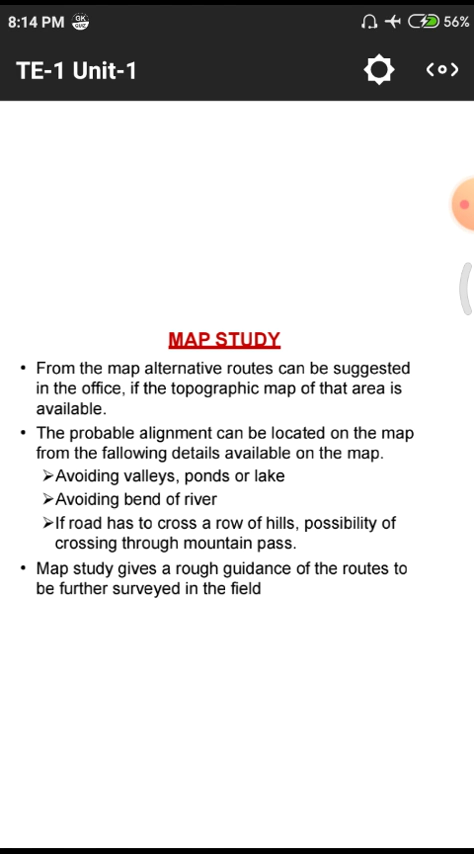 8:14 PM
56%
TE-1 Unit-1
MAP STUDY
• From the map alternative routes can be suggested
in the office, if the topographic map of that area is
available.
• The probable alignment can be located on the map
from the fallowing details available on the map.
➢Avoiding valleys, ponds or lake
➢Avoiding bend of river
➢If road has to cross a row of hills, possibility of
crossing through mountain pass.
• Map study gives a rough guidance of the routes to
be further surveyed in the field